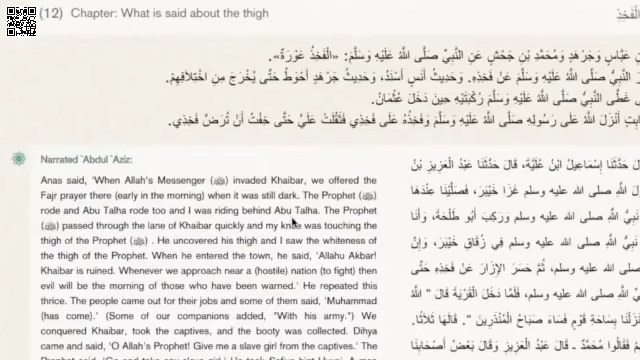 (12) Chapter: What is said about the thigh
الْفَخِذِ
عَبَّاسٍ وَجَرْهَدٍ وَمُحَمَّدِ بْنِ جَحْشٍ عَنِ النَّبِيِّ صَلَّى اللَّهُ عَلَيْهِ وَسَلَّمَ: «الْفَخِذُ عَوْرَةٌ».
النَّبِيُّ صَلَّى اللَّهُ عَلَيْهِ وَسَلَّمَ عَنْ فَخِذِهِ. وَحَدِيثُ أَنَسٍ أَسْنَدُ، وَحَدِيثُ جَرْهَدٍ أَحْوَطُ حَتَّى يُخْرَجَ مِنِ اخْتِلاَفِهِمْ.
غَطَّى النَّبِيُّ صَلَّى اللَّهُ عَلَيْهِ وَسَلَّمَ رُكْبَتَيْهِ حِينَ دَخَلَ عُثْمَانُ.
أَنْزَلَ اللَّهُ عَلَى رَسُولِهِ صَلَّى اللَّهُ عَلَيْهِ وَسَلَّمَ وَفَخِذُهُ عَلَى فَخِذِي فَثَقُلَتْ عَلَيَّ حَتَّى خِفْتُ أَنْ تُرَضَّ فَخِذِي.
Narrated `Abdul `Aziz:
Anas said, 'When Allah's Messenger (ﷺ) invaded Khaibar, we offered the
Fajr prayer there (early in the morning) when it was still dark. The Prophet (ﷺ)
rode and Abu Talha rode too and I was riding behind Abu Talha. The Prophet
(ﷺ) passed through the lane of Khaibar quickly and my knee was touching the
thigh of the Prophet (ﷺ) . He uncovered his thigh and I saw the whiteness of
the thigh of the Prophet. When he entered the town, he said, 'Allahu Akbar!
Khaibar is ruined. Whenever we approach near a (hostile) nation (to fight) then
evil will be the morning of those who have been warned.' He repeated this
thrice. The people came out for their jobs and some of them said, 'Muhammad
(has come).' (Some of our companions added, "With his army.") We
conquered Khaibar, took the captives, and the booty was collected. Dihya
came and said, 'O Allah's Prophet! Give me a slave girl from the captives.' The
حَدَّثَنَا إِسْمَاعِيلُ ابْنُ عُلَيَّةَ، قَالَ حَدَّثَنَا عَبْدُ الْعَزِيزِ بْنُ
صلى الله عليه وسلم غَزَا خَيْبَرَ، فَصَلَّيْنَا عِنْدَهَا
صلى الله عليه وسلم وَرَكِبَ أَبُو طَلْحَةَ، وَأَنَا
صلى الله عليه وسلم فِي زُقَاقِ خَيْبَرَ، وَإِنَّ
صلى الله عليه وسلم، ثُمَّ حَسَرَ الإِزَارَ عَنْ فَخِذِهِ حَتَّى
صلى الله عليه وسلم، فَلَمَّا دَخَلَ الْقَرْيَةَ قَالَ "
نَزَلْنَا بِسَاحَةِ قَوْمٍ فَسَاءَ صَبَاحُ الْمُنْذَرِينَ ". قَالَهَا ثَلاَثًا.
فَقَالُوا مُحَمَّدٌ ـ قَالَ عَبْدُ الْعَزِيزِ وَقَالَ بَعْضُ أَصْحَابِنَا